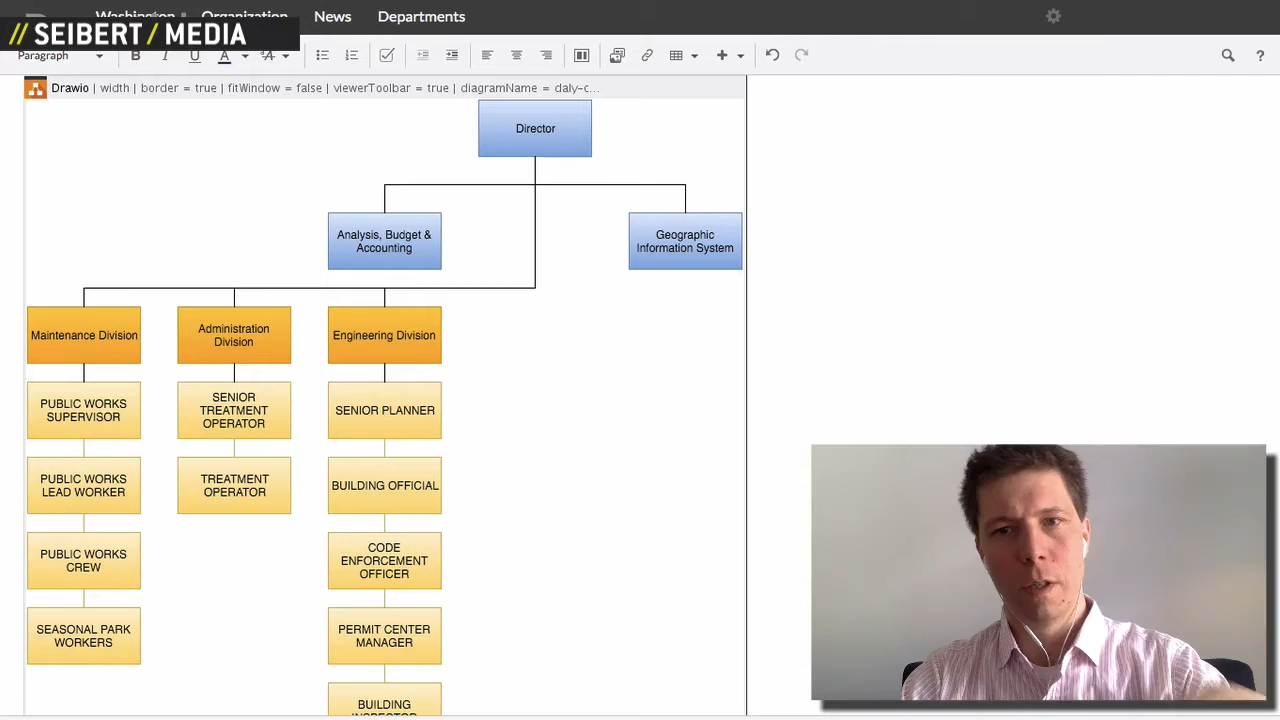 Washington Organization News Departments
// SEIBERT / MEDIA
Paragraph B I U A
Drawio | width | border = true | fitWindow = false | viewerToolbar = true | diagramName = daly-c...
Director
Analysis, Budget &
Accounting
Geographic
Information System
Maintenance Division
Administration
Division
Engineering Division
PUBLIC WORKS
SUPERVISOR
SENIOR
TREATMENT
OPERATOR
SENIOR PLANNER
PUBLIC WORKS
LEAD WORKER
TREATMENT
OPERATOR
BUILDING OFFICIAL
PUBLIC WORKS
CREW
CODE
ENFORCEMENT
OFFICER
SEASONAL PARK
WORKERS
PERMIT CENTER
MANAGER
BUILDING
INSPECTOR